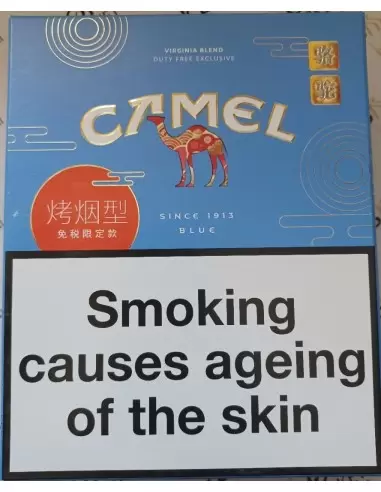 VIRGINIA BLEND
DUTY FREE EXCLUSIVE
骆
驼
CAMEL
烤烟型
免税限定款
SINCE 1913
BLUE
Smoking
causes ageing
of the skin